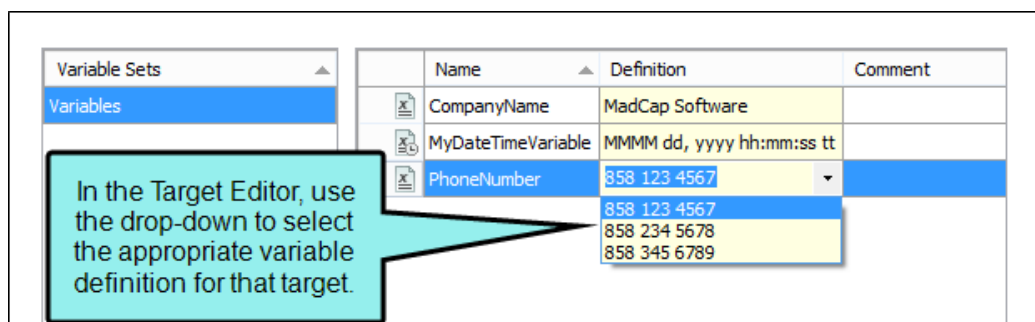 Variable Sets
Name Definition Comment
Variables
CompanyName MadCap Software
MyDateTimeVariable MMMM dd, yyyy hh:mm:ss tt
PhoneNumber 858 123 4567
858 123 4567
858 234 5678
858 345 6789
In the Target Editor, use
the drop-down to select
the appropriate variable
definition for that target.